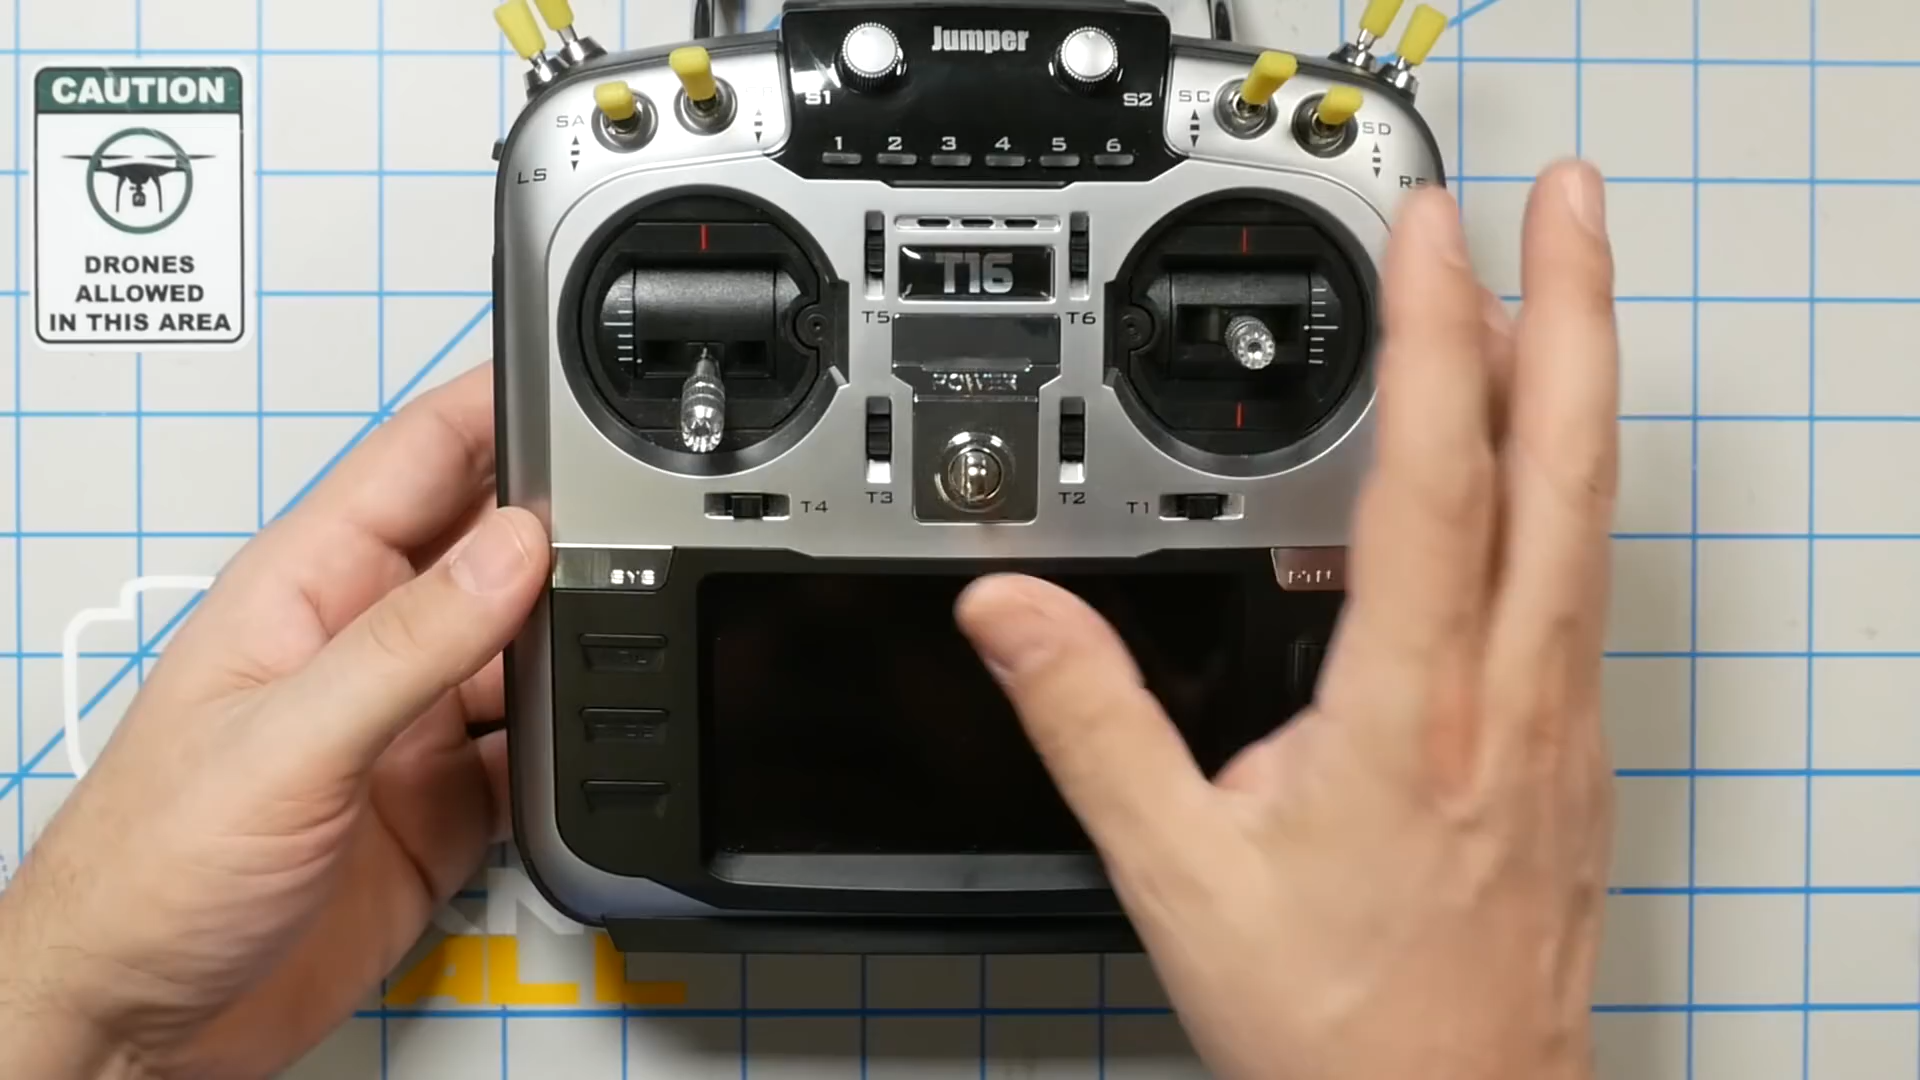 CAUTION
DRONES
ALLOWED
IN THIS AREA
Jumper
S1
S2
SA
SC
SD
LS
1 2 3 4 5 6
T16
T5
T6
POWER
T3
T2
T4
T1
SYS
ALL